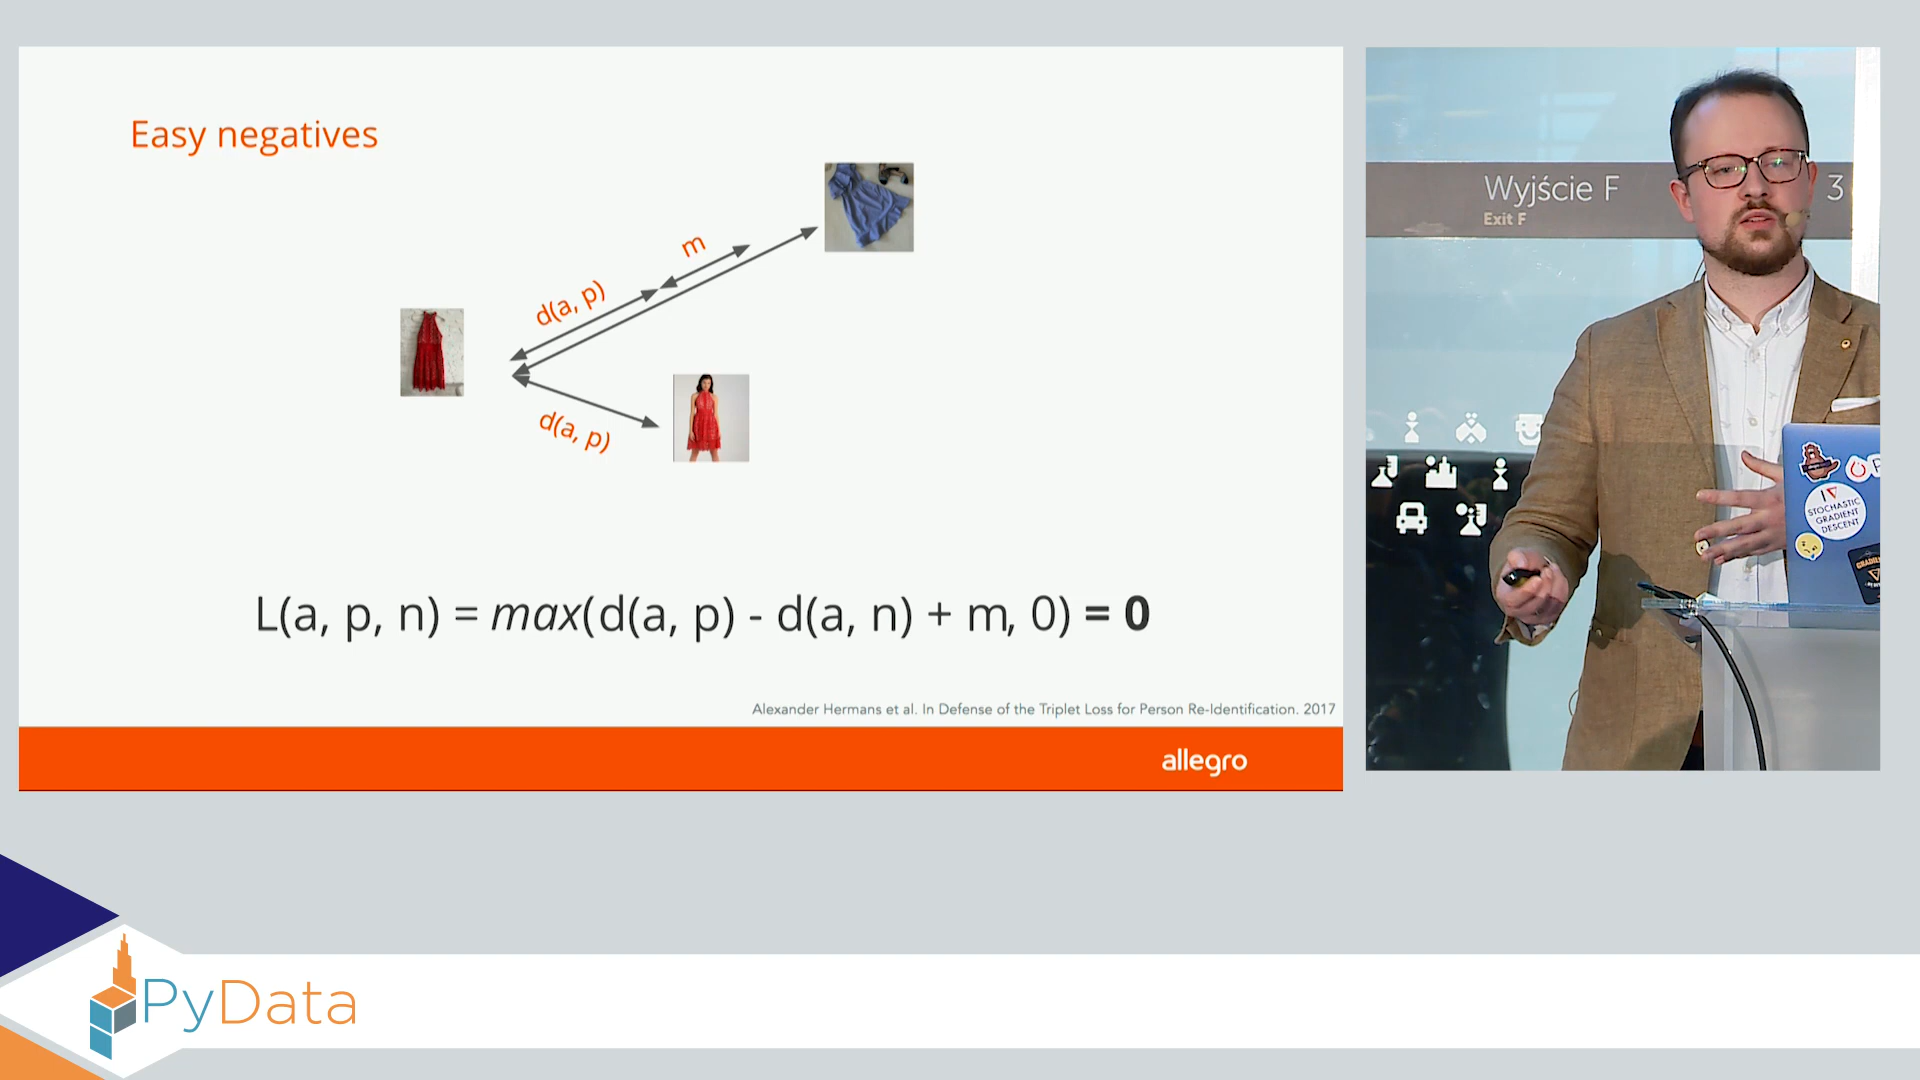 Easy negatives
m
d(a, p)
d(a, p)
L(a, p, n) = max(d(a, p) - d(a, n) + m, 0) = 0
Alexander Hermans et al. In Defense of the Triplet Loss for Person Re-Identification. 2017
allegro
Wyjście F
3
Exit F
I
STOCHASTIC
GRADIENT
DESCENT
PyData